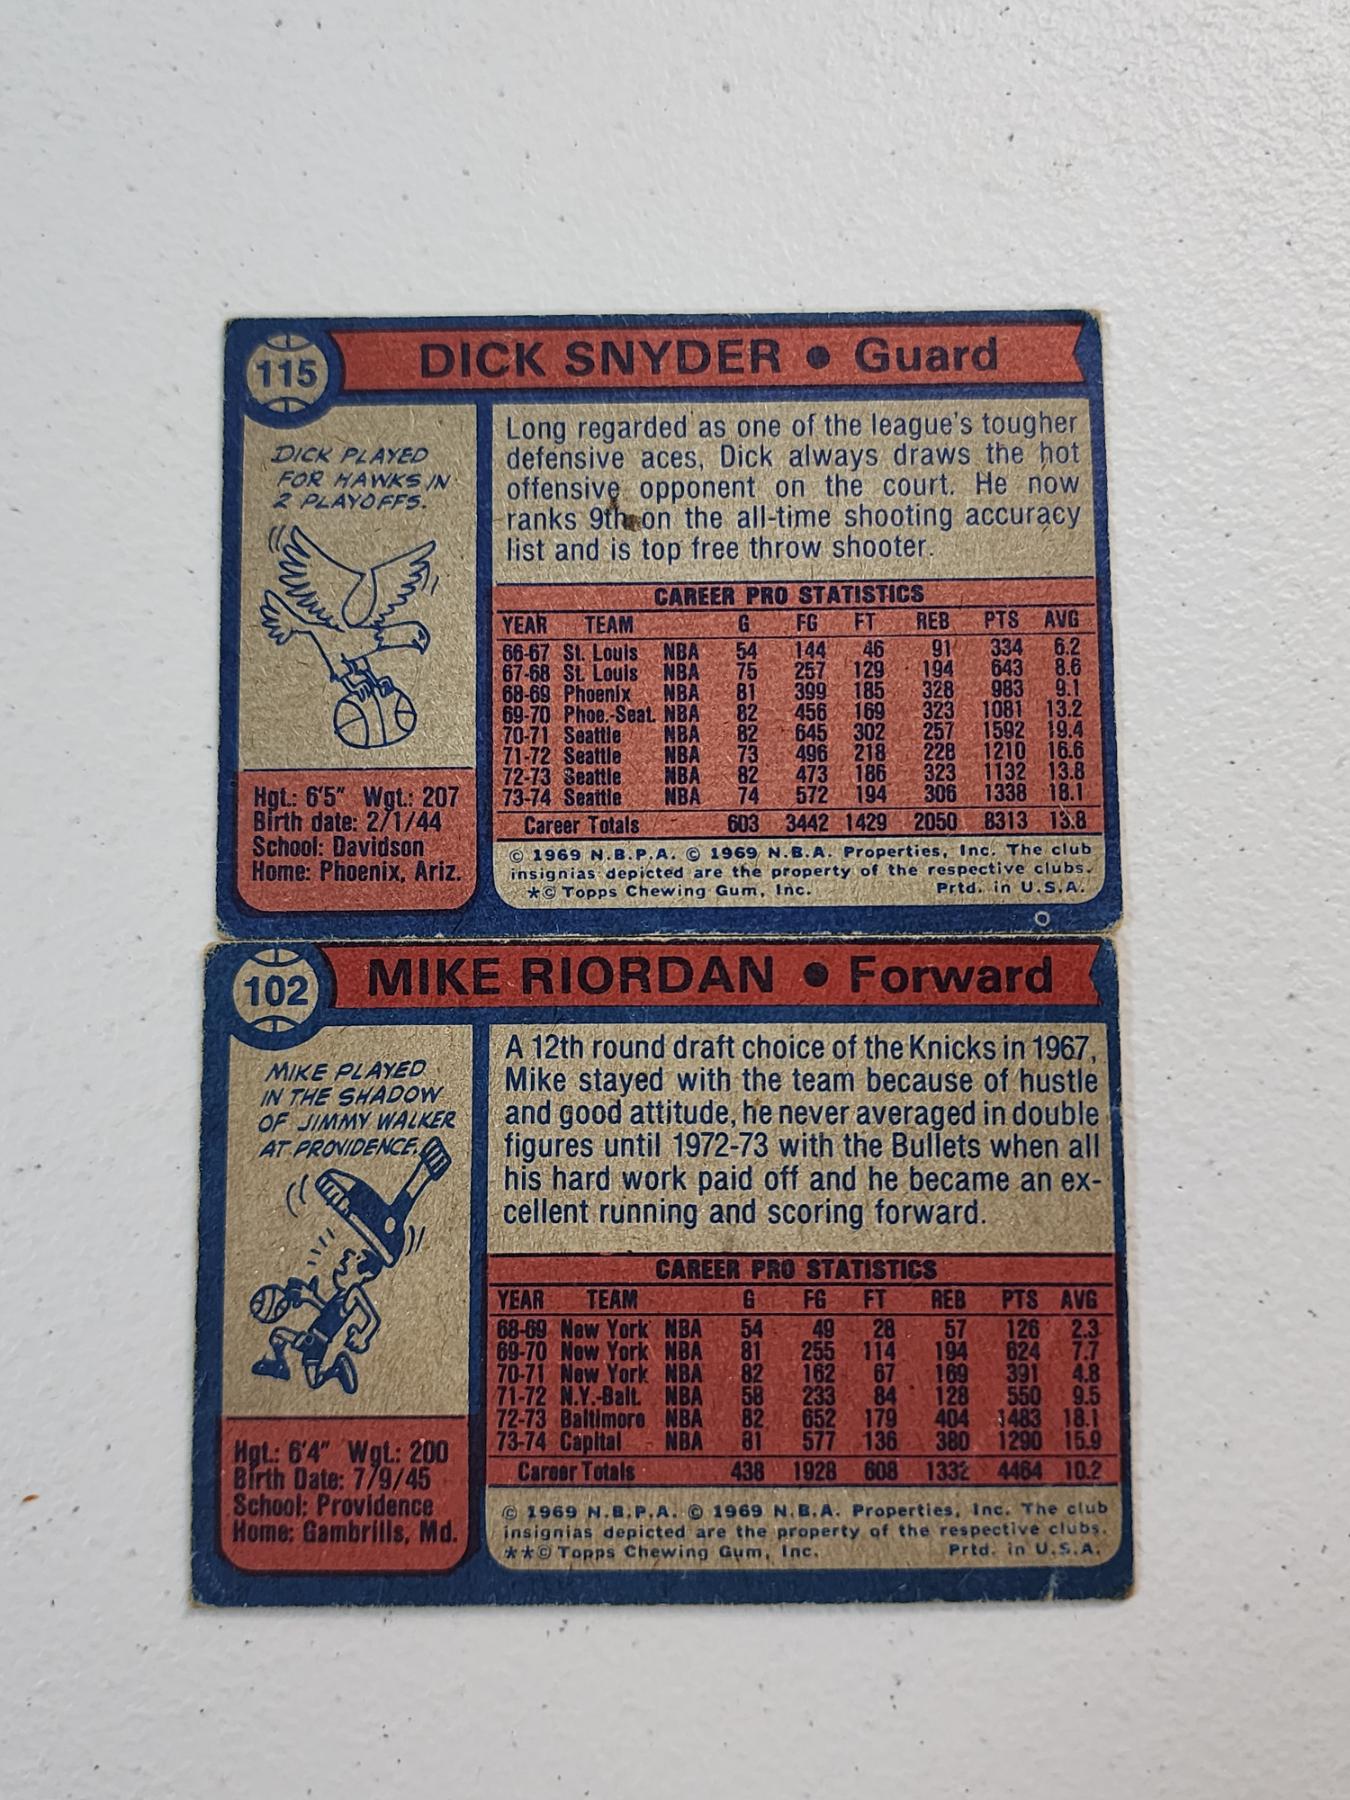 115
DICK SNYDER • Guard
DICK PLAYED
FOR HAWKS IN
2 PLAYOFFS.
Long regarded as one of the league's tougher
defensive aces, Dick always draws the hot
offensive opponent on the court. He now
ranks 9th on the all-time shooting accuracy
list and is top free throw shooter.
CAREER PRO STATISTICS
YEAR TEAM G FG FT REB PTS AVG
66-67 St. Louis NBA 54 144 46 91 334 6.2
67-68 St. Louis NBA 75 257 129 194 643 8.6
68-69 Phoenix NBA 81 399 185 328 983 9.1
69-70 Phoe.-Seat. NBA 82 456 169 323 1081 13.2
70-71 Seattle NBA 82 645 302 257 1592 19.4
71-72 Seattle NBA 73 496 218 228 1210 16.6
72-73 Seattle NBA 82 473 186 323 1132 13.8
73-74 Seattle NBA 74 572 194 306 1338 18.1
Career Totals 603 3442 1429 2050 8313 13.8
Hgt.: 6'5" Wgt.: 207
Birth date: 2/1/44
School: Davidson
Home: Phoenix, Ariz.
© 1969 N.B.P.A. © 1969 N.B.A. Properties, Inc. The club
insignias depicted are the property of the respective clubs.
*© Topps Chewing Gum, Inc. Prtd. in U.S.A.
102
MIKE RIORDAN • Forward
MIKE PLAYED
IN THE SHADOW
OF JIMMY WALKER
AT PROVIDENCE.
A 12th round draft choice of the Knicks in 1967,
Mike stayed with the team because of hustle
and good attitude, he never averaged in double
figures until 1972-73 with the Bullets when all
his hard work paid off and he became an ex-
cellent running and scoring forward.
CAREER PRO STATISTICS
YEAR TEAM G FG FT REB PTS AVG
68-69 New York NBA 54 49 28 57 126 2.3
69-70 New York NBA 81 255 114 194 624 7.7
70-71 New York NBA 82 162 67 169 391 4.8
71-72 N.Y.-Balt. NBA 58 233 84 128 550 9.5
72-73 Baltimore NBA 82 652 179 404 1483 18.1
73-74 Capital NBA 81 577 136 380 1290 15.9
Career Totals 438 1928 608 1332 4464 10.2
Hgt.: 6'4" Wgt.: 200
Birth Date: 7/9/45
School: Providence
Home: Gambrills, Md.
© 1969 N.B.P.A. © 1969 N.B.A. Properties, Inc. The club
insignias depicted are the property of the respective clubs.
**© Topps Chewing Gum, Inc. Prtd. in U.S.A.